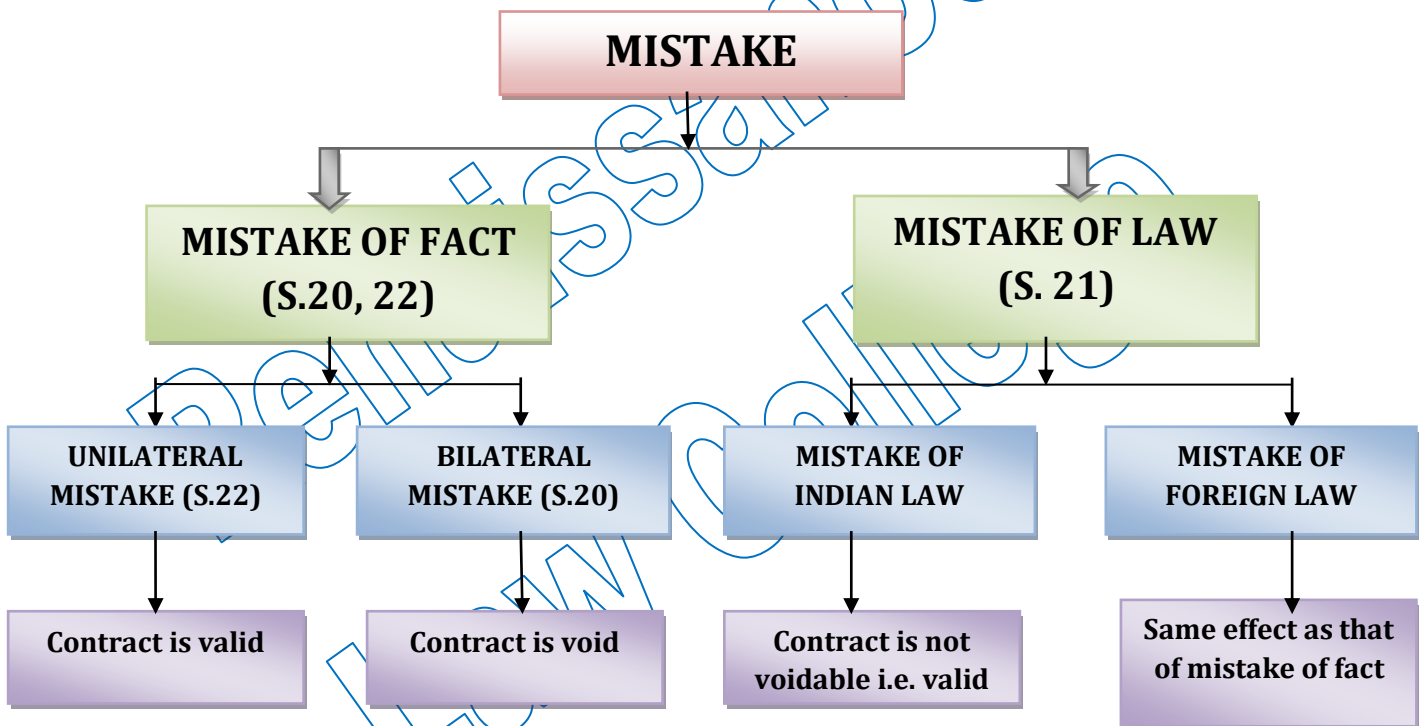 MISTAKE
MISTAKE OF FACT
(S.20, 22)
MISTAKE OF LAW
(S. 21)
UNILATERAL
MISTAKE (S.22)
BILATERAL
MISTAKE (S.20)
MISTAKE OF
INDIAN LAW
MISTAKE OF
FOREIGN LAW
Contract is valid
Contract is void
Contract is not
voidable i.e. valid
Same effect as that
of mistake of fact